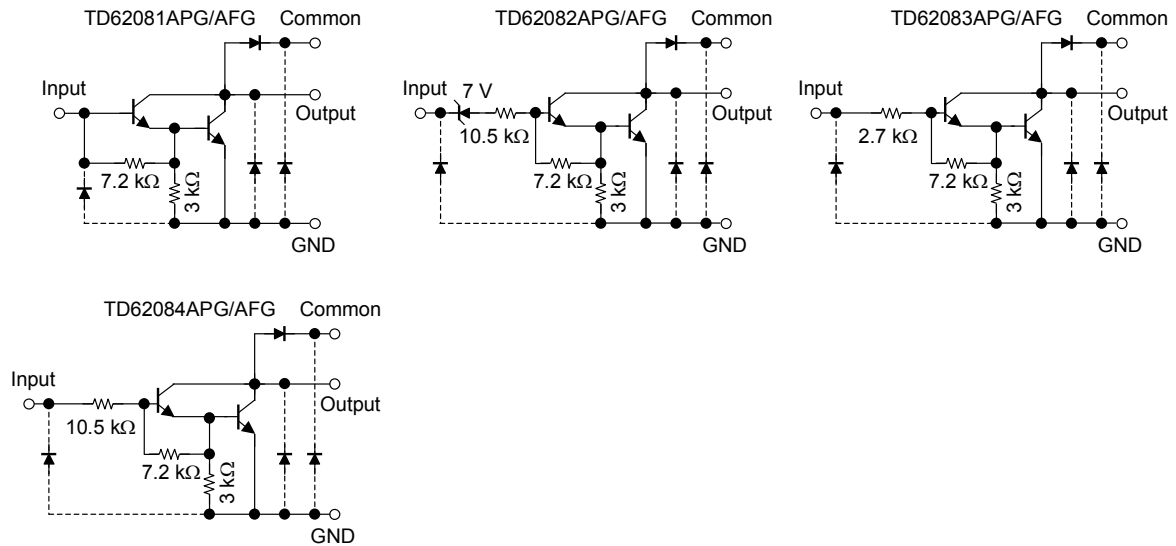 TD62081APG/AFG Common
Input
Output
7.2 kΩ
3 kΩ
GND
TD62082APG/AFG Common
Input
7 V
10.5 kΩ
Output
7.2 kΩ
3 kΩ
GND
TD62083APG/AFG Common
Input
2.7 kΩ
Output
7.2 kΩ
3 kΩ
GND
TD62084APG/AFG Common
Input
10.5 kΩ
Output
7.2 kΩ
3 kΩ
GND